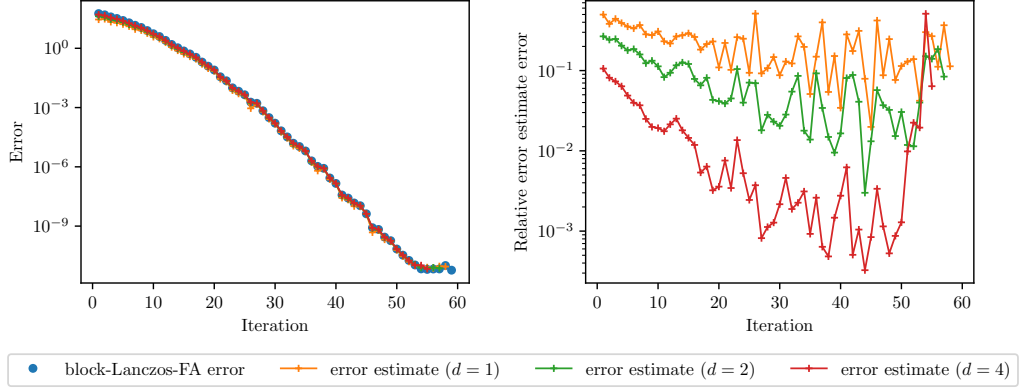 Error
10^0
10^−3
10^−6
10^−9
0 10 20 30 40 50 60
Iteration
Relative error estimate error
10^−1
10^−2
10^−3
0 10 20 30 40 50 60
Iteration
block-Lanczos-FA error
error estimate (d = 1)
error estimate (d = 2)
error estimate (d = 4)